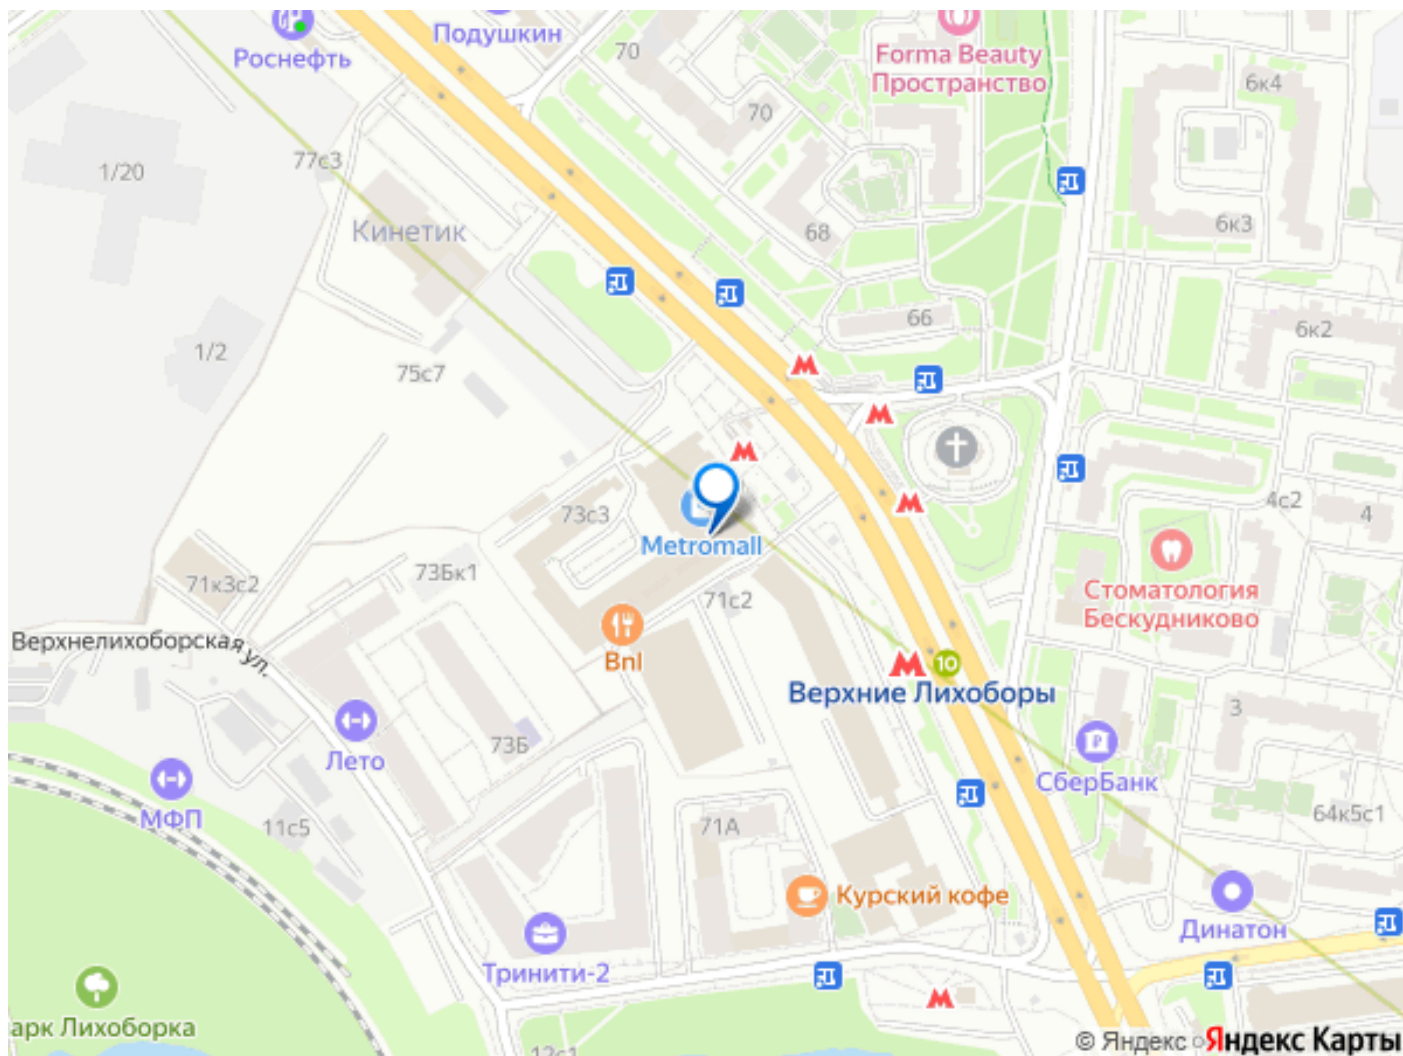 Подушкин
Роснефть
70
Forma Beauty
Пространство
6к4
70
77с3
1/20
Кинетик
68
6к3
66
6к2
1/2
75с7
М
М
М
М
4с2
4
73с3
Metromall
71к3с2
73Бк1
71с2
Стоматология
Бескудниково
Верхнелихоборская ул.
Bnl
М
10
Верхние Лихоборы
3
Лето
73Б
СберБанк
МФП
11с5
71А
64к5с1
Курский кофе
Динатон
Тринити-2
М
арк Лихоборка
12с1
© Яндекс
Яндекс Карты